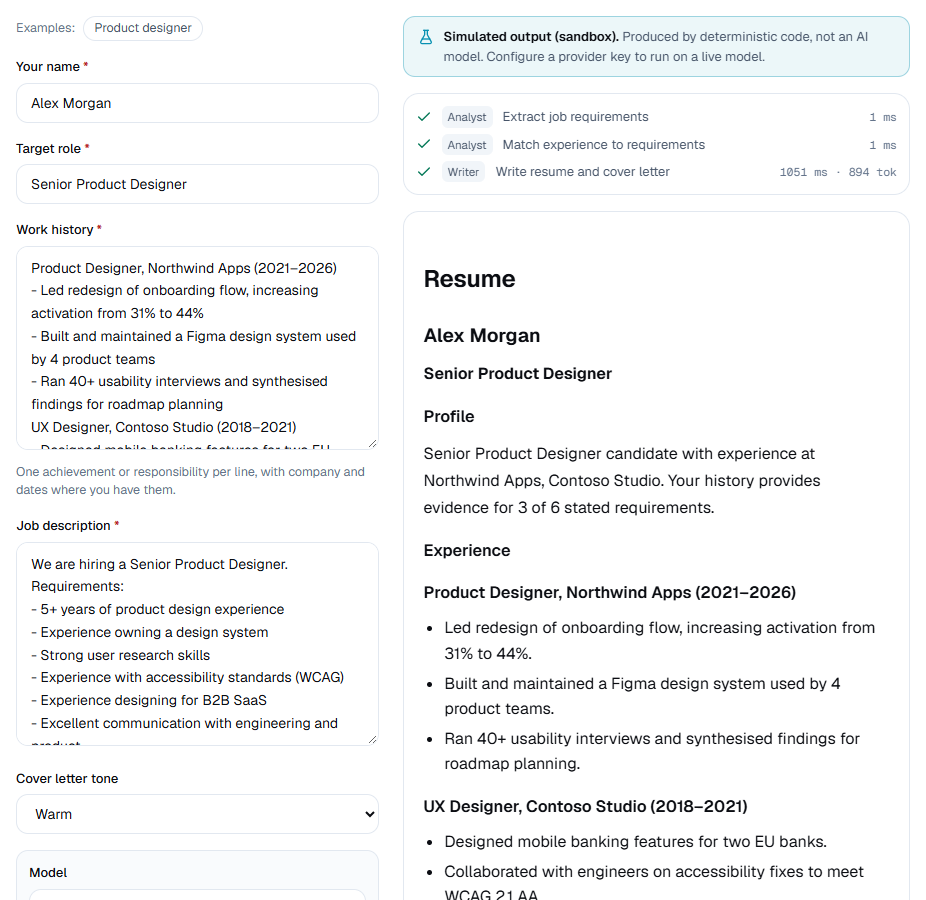 Examples: Product designer
Your name *
Alex Morgan
Target role *
Senior Product Designer
Work history *
Product Designer, Northwind Apps (2021–2026)
- Led redesign of onboarding flow, increasing
activation from 31% to 44%
- Built and maintained a Figma design system used
by 4 product teams
- Ran 40+ usability interviews and synthesised
findings for roadmap planning
UX Designer, Contoso Studio (2018–2021)
- Designed mobile banking features for two EU
One achievement or responsibility per line, with company and
dates where you have them.
Job description *
We are hiring a Senior Product Designer.
Requirements:
- 5+ years of product design experience
- Experience owning a design system
- Strong user research skills
- Experience with accessibility standards (WCAG)
- Experience designing for B2B SaaS
- Excellent communication with engineering and
product
Cover letter tone
Warm
Model
Simulated output (sandbox). Produced by deterministic code, not an AI
model. Configure a provider key to run on a live model.
Analyst Extract job requirements 1 ms
Analyst Match experience to requirements 1 ms
Writer Write resume and cover letter 1051 ms · 894 tok
Resume
Alex Morgan
Senior Product Designer
Profile
Senior Product Designer candidate with experience at
Northwind Apps, Contoso Studio. Your history provides
evidence for 3 of 6 stated requirements.
Experience
Product Designer, Northwind Apps (2021–2026)
Led redesign of onboarding flow, increasing activation from
31% to 44%.
Built and maintained a Figma design system used by 4
product teams.
Ran 40+ usability interviews and synthesised findings for
roadmap planning.
UX Designer, Contoso Studio (2018–2021)
Designed mobile banking features for two EU banks.
Collaborated with engineers on accessibility fixes to meet
WCAG 2.1 AA.